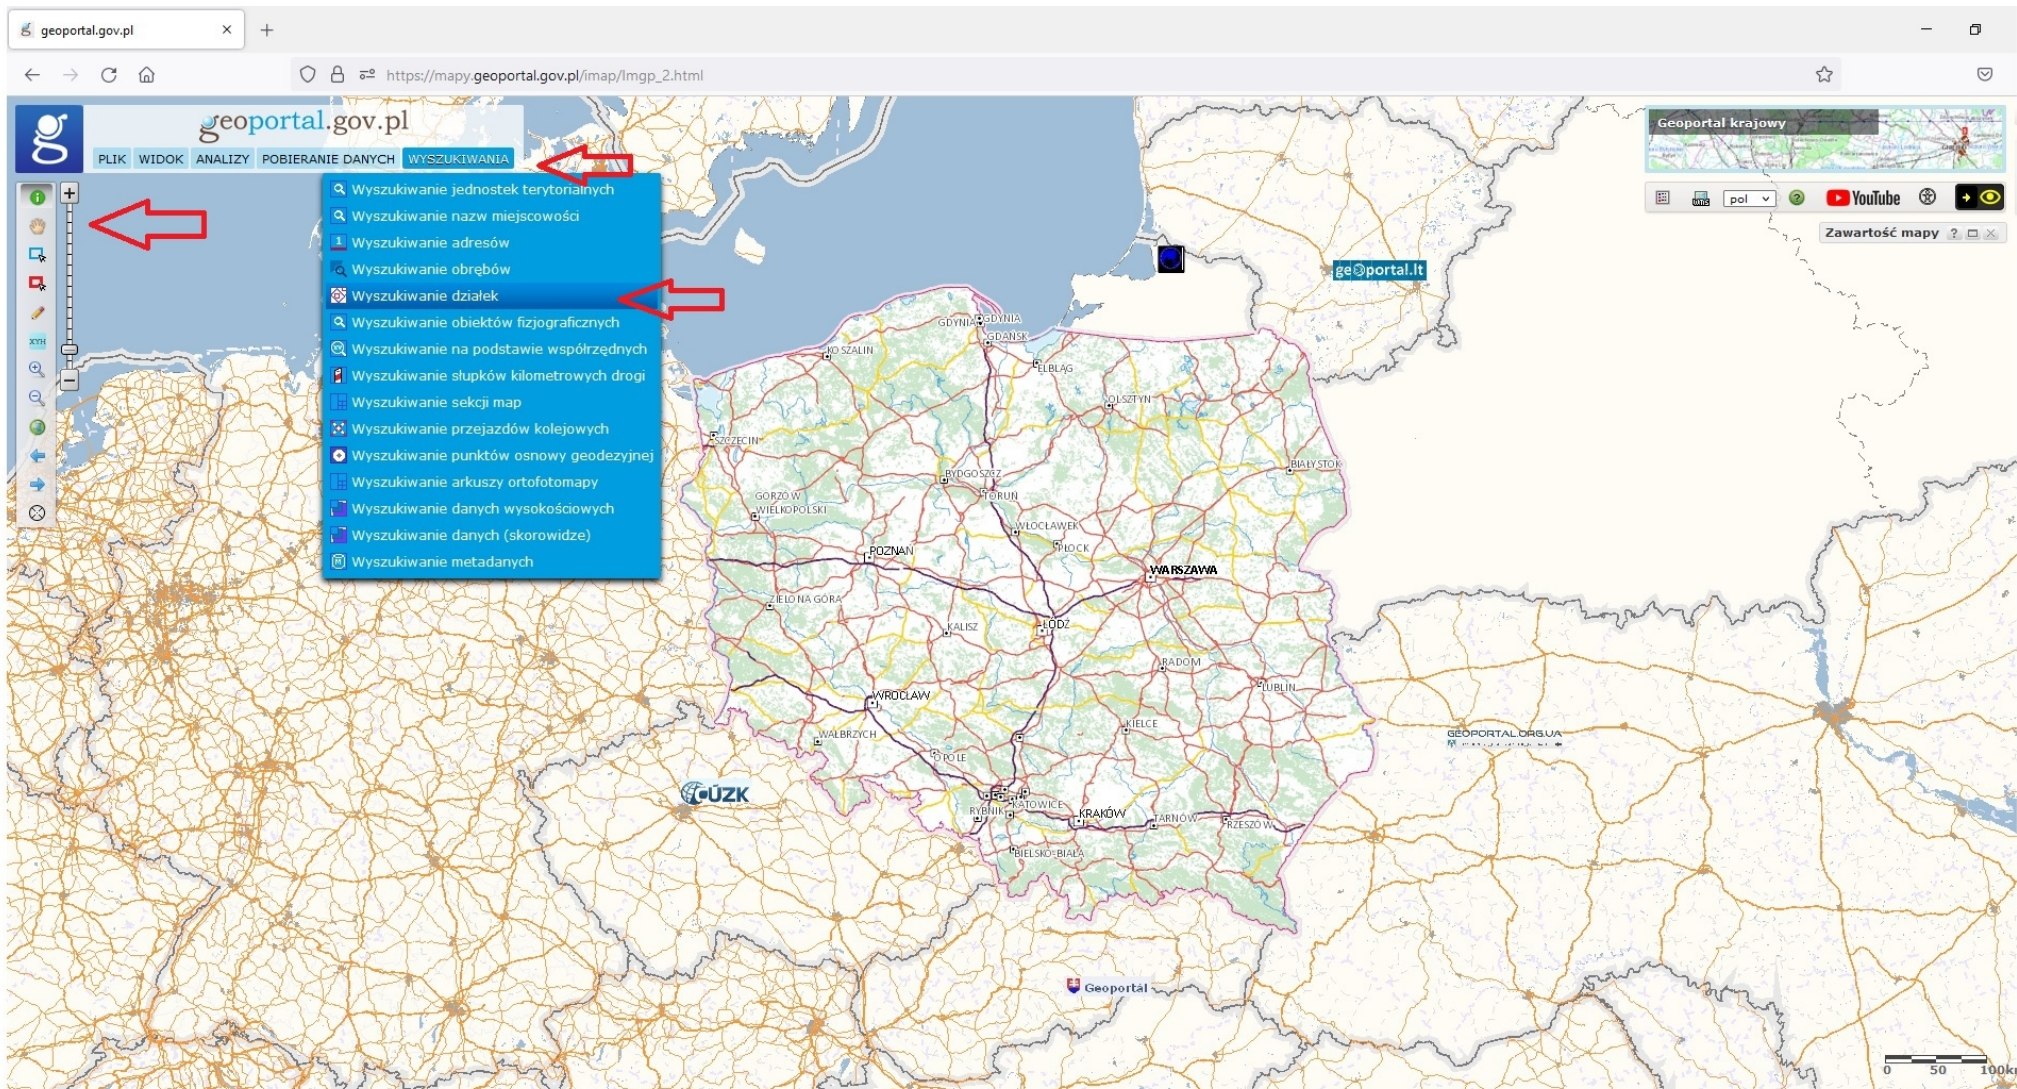 geoportal.gov.pl
https://mapy.geoportal.gov.pl/imap/Imgp_2.html
geoportal.gov.pl
PLIK WIDOK ANALIZY POBIERANIE DANYCH WYSZUKIWANIA
Wyszukiwanie jednostek terytorialnych
Wyszukiwanie nazw miejscowości
Wyszukiwanie adresów
Wyszukiwanie obrębów
Wyszukiwanie działek
Wyszukiwanie obiektów fizjograficznych
Wyszukiwanie na podstawie współrzędnych
Wyszukiwanie słupków kilometrowych drogi
Wyszukiwanie sekcji map
Wyszukiwanie przejazdów kolejowych
Wyszukiwanie punktów osnowy geodezyjnej
Wyszukiwanie arkuszy ortofotomapy
Wyszukiwanie danych wysokościowych
Wyszukiwanie danych (skorowidze)
Wyszukiwanie metadanych
XYH
Geoportal krajowy
WMS pol YouTube
Zawartość mapy ?
geoportal.lt
GDYNIA GDYNIA
GDAŃSK
KOSZALIN
ELBLĄG
OLSZTYN
SZCZECIN
BIAŁYSTOK
BYDGOSZCZ
TORUŃ
GORZÓW
WIELKOPOLSKI
WŁOCŁAWEK
PŁOCK
POZNAŃ
WARSZAWA
ZIELONA GÓRA
KALISZ
ŁÓDŹ
RADOM
LUBLIN
WROCŁAW
KIELCE
WAŁBRZYCH
OPOLE
GEOPORTAL.ORG.UA
ČÚZK
RYBNIK
KATOWICE
KRAKÓW
TARNÓW
RZESZÓW
BIELSKO-BIAŁA
Geoportál
0 50 100km